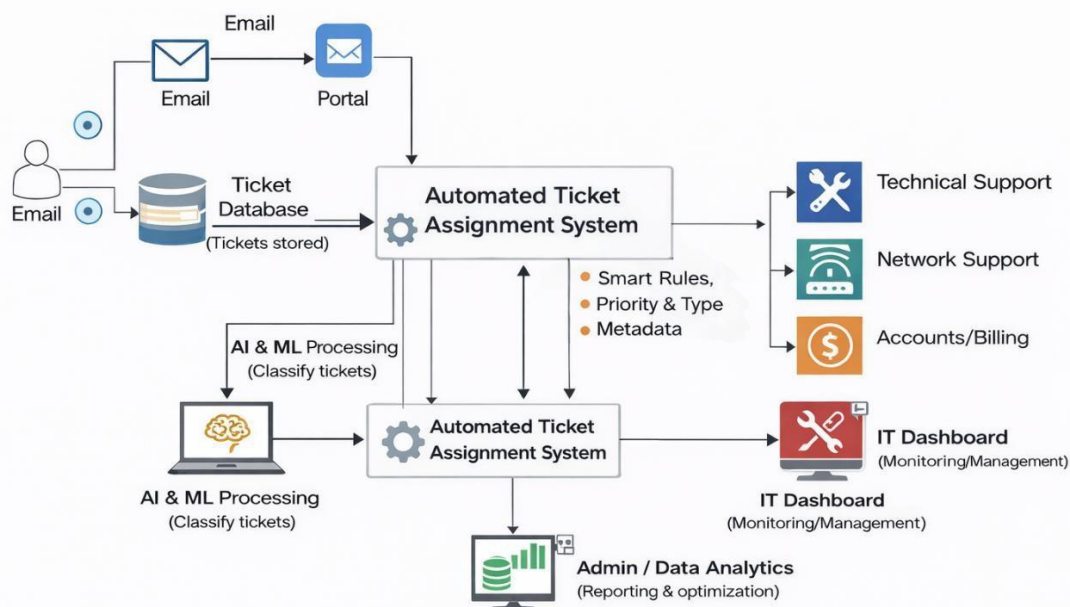 Email
Email
Portal
Email
Ticket
Database
(Tickets stored)
Automated Ticket
Assignment System
Technical Support
Network Support
Accounts/Billing
Smart Rules,
Priority & Type
Metadata
AI & ML Processing
(Classify tickets)
AI & ML Processing
(Classify tickets)
Automated Ticket
Assignment System
IT Dashboard
(Monitoring/Management)
IT Dashboard
(Monitoring/Management)
Admin / Data Analytics
(Reporting & optimization)